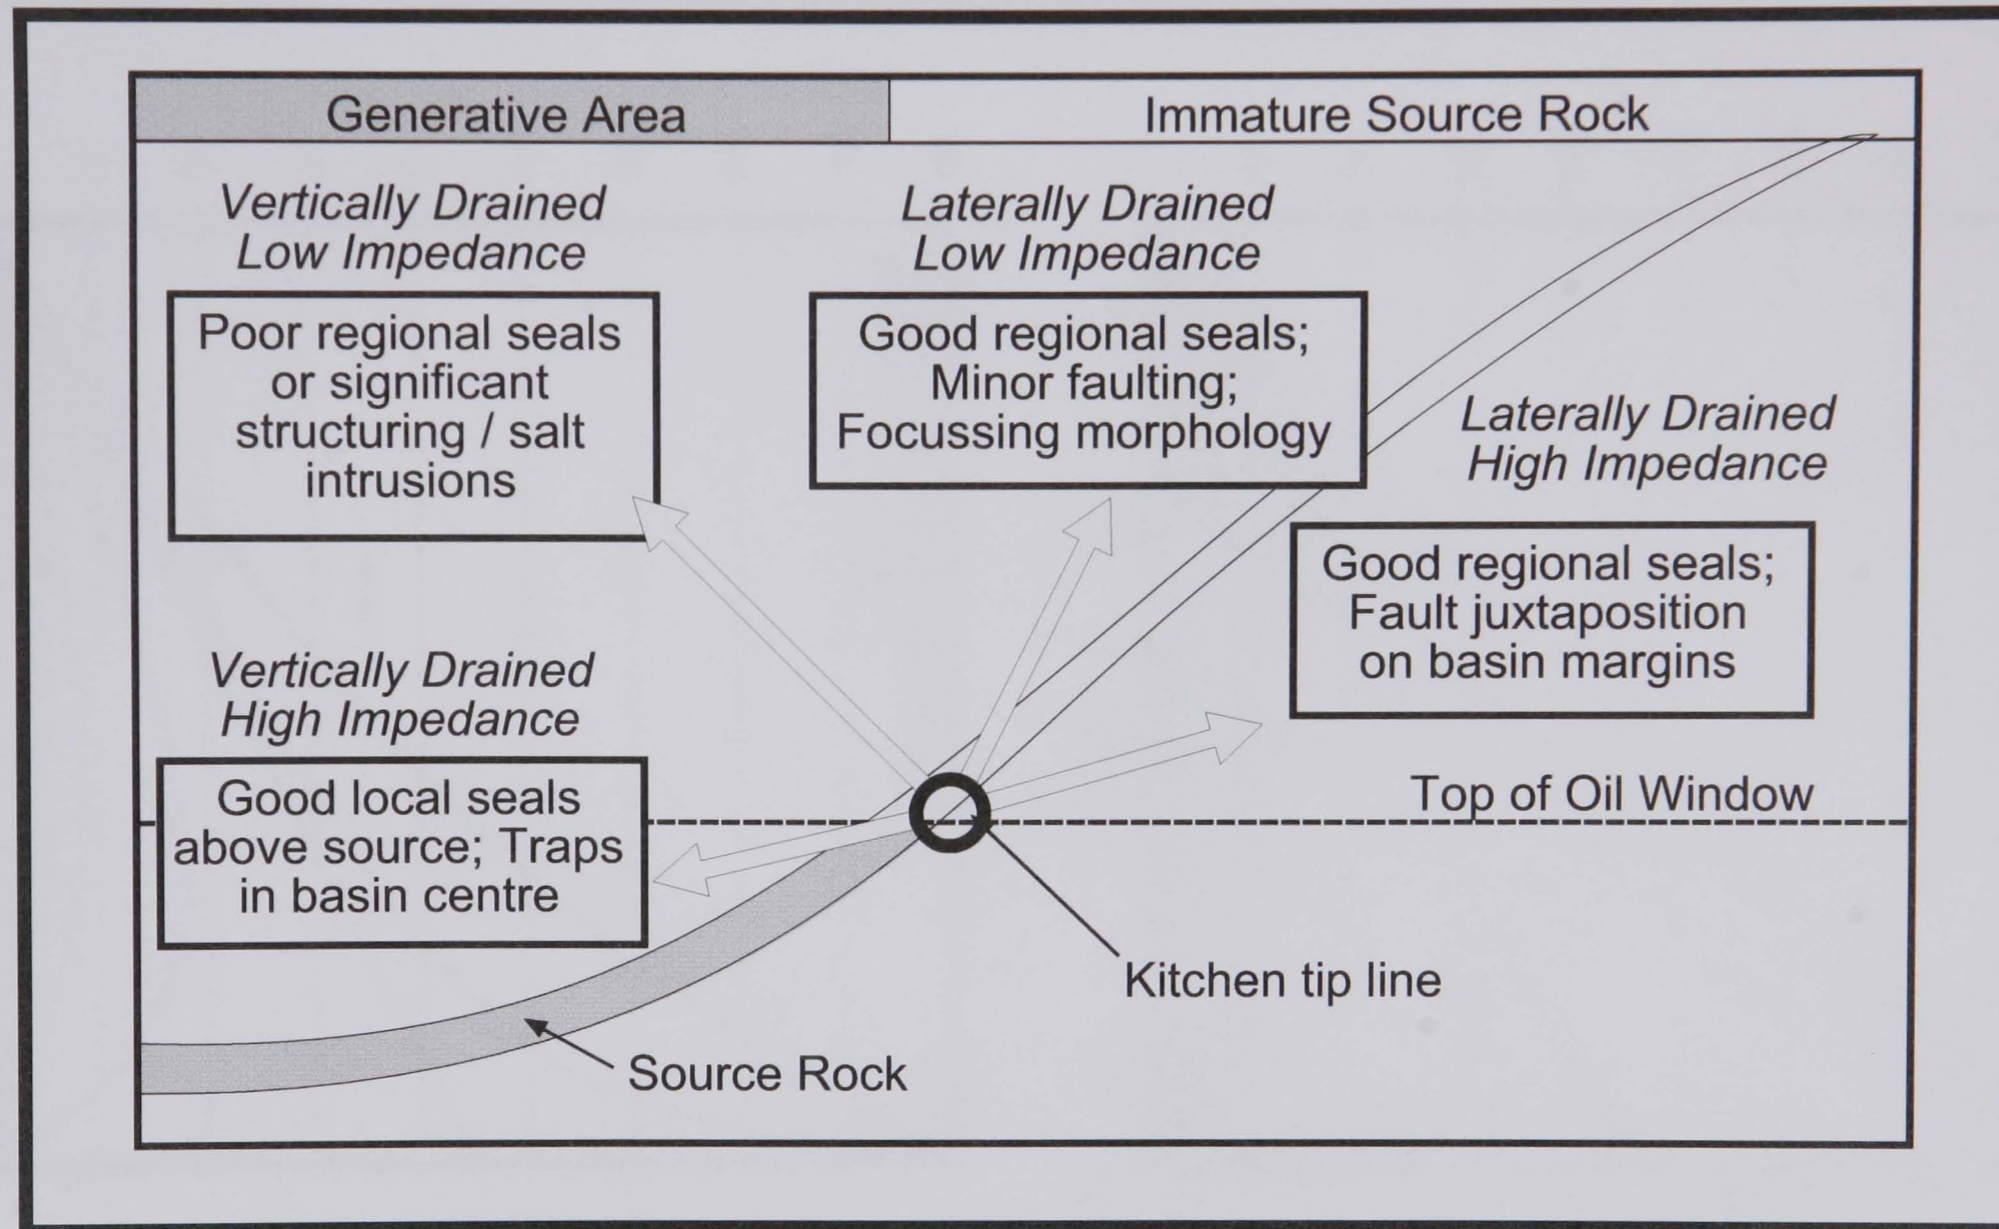 Generative Area
Immature Source Rock
Vertically Drained
Low Impedance
Poor regional seals
or significant
structuring / salt
intrusions
Laterally Drained
Low Impedance
Good regional seals;
Minor faulting;
Focussing morphology
Laterally Drained
High Impedance
Good regional seals;
Fault juxtaposition
on basin margins
Vertically Drained
High Impedance
Good local seals
above source; Traps
in basin centre
Top of Oil Window
Kitchen tip line
Source Rock